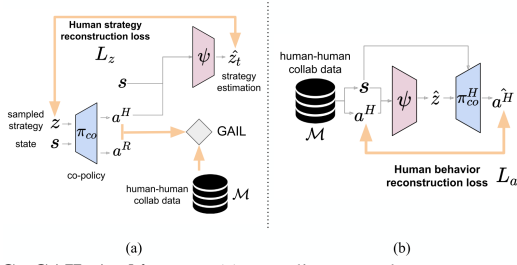 Human strategy
reconstruction loss
L_z
ψ
ẑ_t
s
strategy
estimation
sampled
strategy
z
state
s
π_co
a^H
a^R
co-policy
GAIL
human-human
collab data
M
(a)
human-human
collab data
M
s
a^H
ψ
ẑ
π_co^H
â^H
Human behavior
reconstruction loss
L_a
(b)